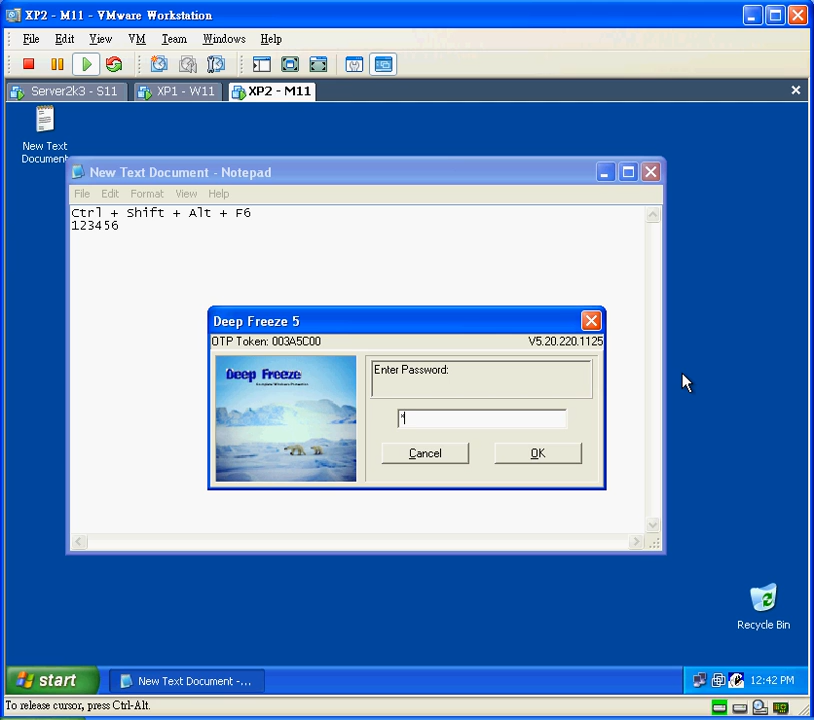 XP2 - M11 - VMware Workstation
File Edit View VM Team Windows Help
Server2k3 - S11
XP1 - W11
XP2 - M11
New Text
Document
New Text Document - Notepad
File Edit Format View Help
Ctrl + Shift + Alt + F6
123456
Deep Freeze 5
OTP Token: 003A5C00
V5.20.220.1125
Deep Freeze
Enter Password:
*
Cancel
OK
Recycle Bin
start
New Text Document -...
12:42 PM
To release cursor, press Ctrl-Alt.